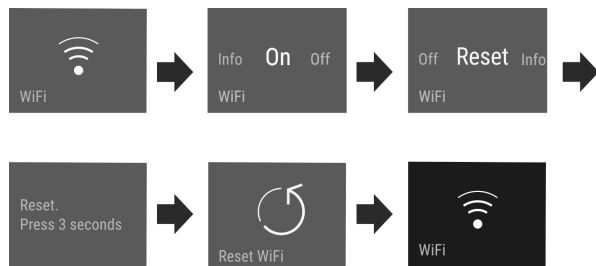 WiFi
Info On Off
WiFi
Off Reset Info
WiFi
Reset.
Press 3 seconds
Reset WiFi
WiFi